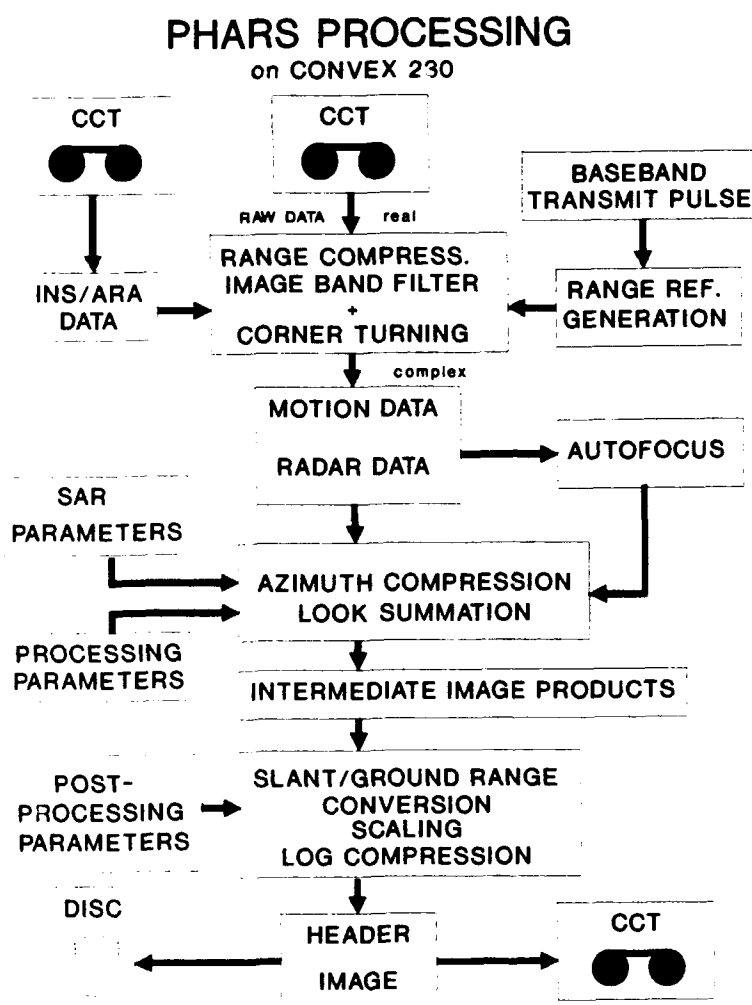 PHARS PROCESSING
on CONVEX 230
CCT
CCT
BASEBAND
TRANSMIT PULSE
RAW DATA real
INS/ARA
DATA
RANGE COMPRESS.
IMAGE BAND FILTER
+
CORNER TURNING
RANGE REF.
GENERATION
complex
MOTION DATA
RADAR DATA
AUTOFOCUS
SAR
PARAMETERS
AZIMUTH COMPRESSION
LOOK SUMMATION
PROCESSING
PARAMETERS
INTERMEDIATE IMAGE PRODUCTS
POST-
PROCESSING
PARAMETERS
SLANT/GROUND RANGE
CONVERSION
SCALING
LOG COMPRESSION
DISC
HEADER
IMAGE
CCT